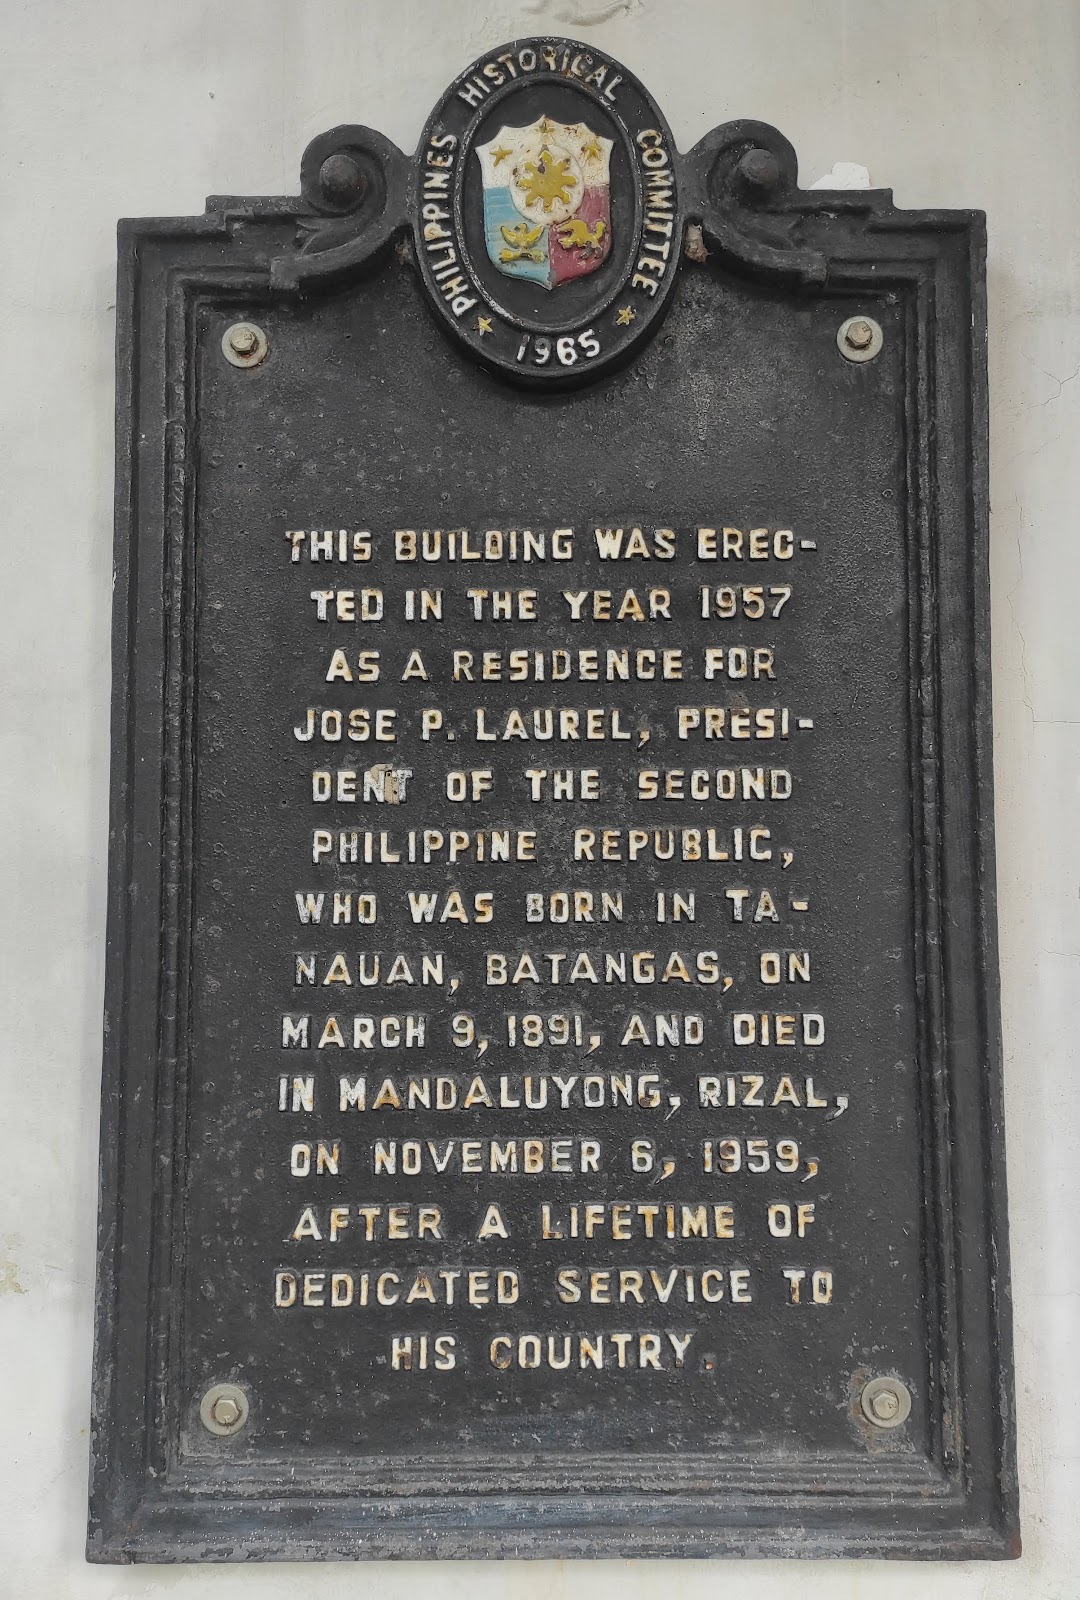 PHILIPPINES HISTORICAL COMMITTEE
1965
THIS BUILDING WAS EREC-
TED IN THE YEAR 1957
AS A RESIDENCE FOR
JOSE P. LAUREL, PRESI-
DENT OF THE SECOND
PHILIPPINE REPUBLIC,
WHO WAS BORN IN TA-
NAUAN, BATANGAS, ON
MARCH 9, 1891, AND DIED
IN MANDALUYONG, RIZAL,
ON NOVEMBER 6, 1959,
AFTER A LIFETIME OF
DEDICATED SERVICE TO
HIS COUNTRY.